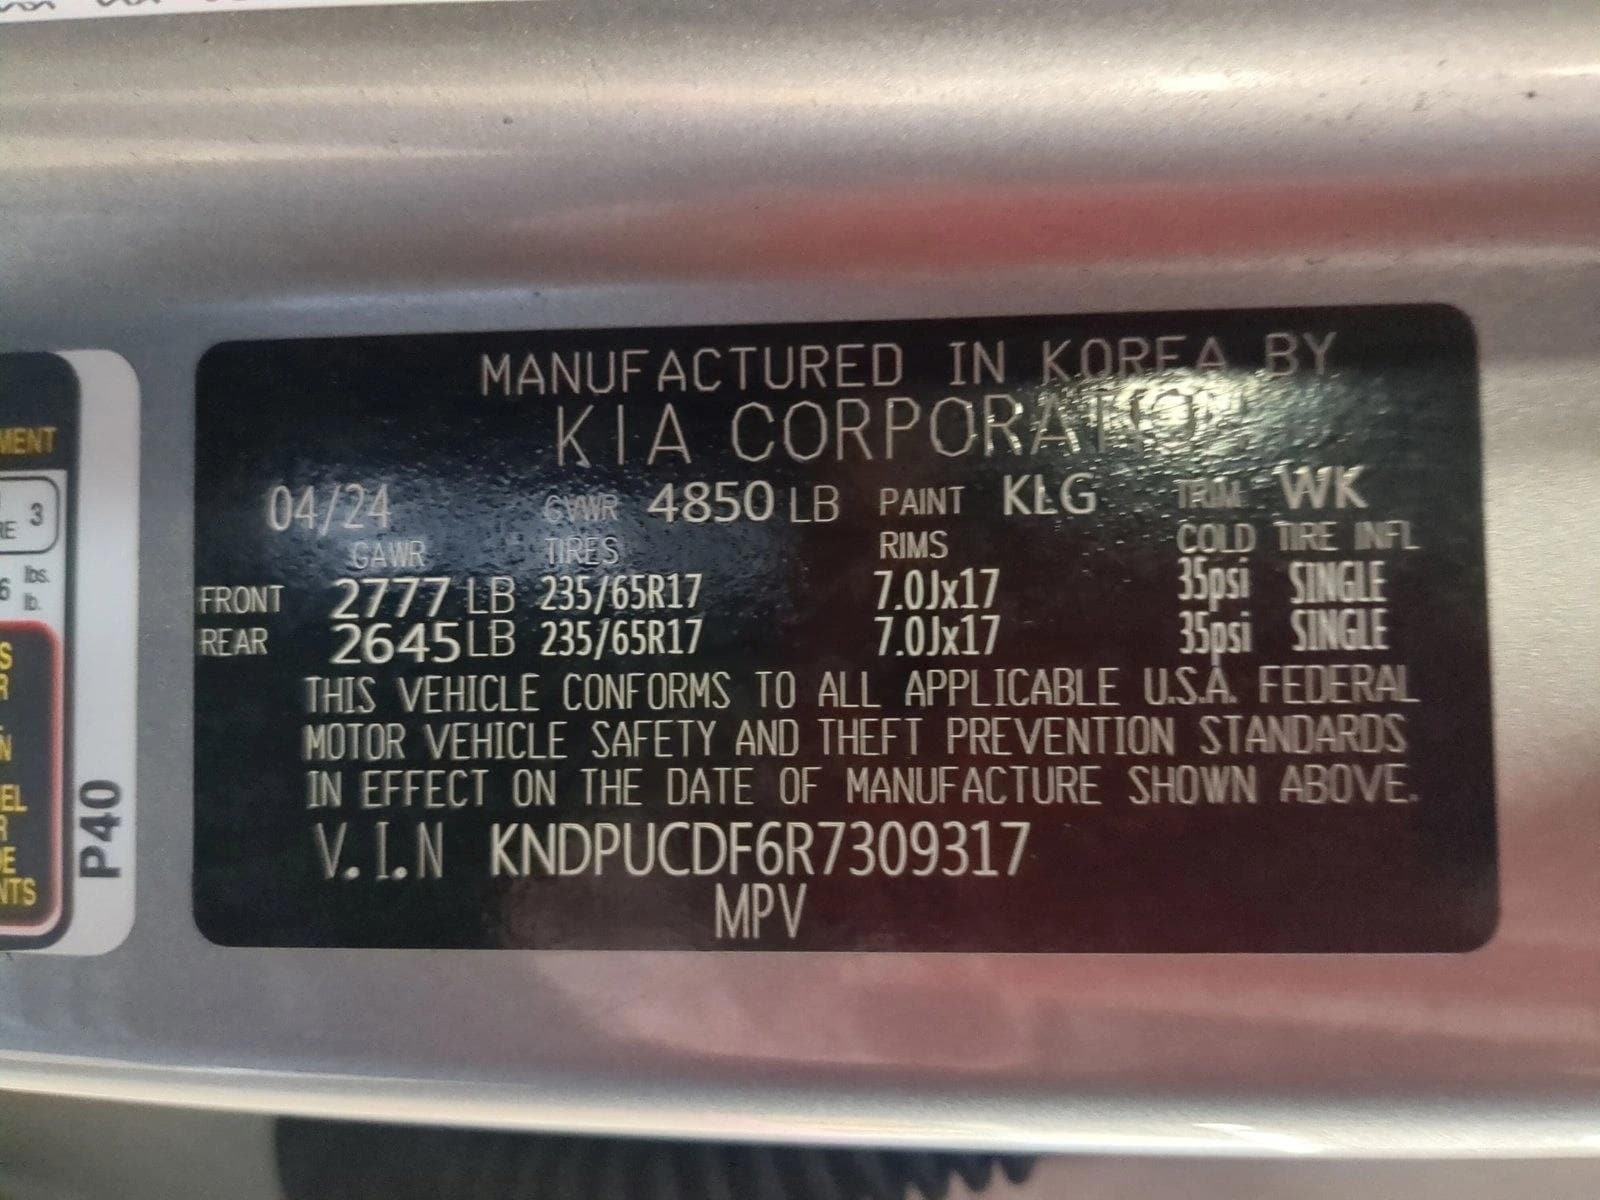 MANUFACTURED IN KOREA BY
KIA CORPORATION
04/24 GVWR 4850 LB PAINT KLG TRIM WK
GAWR TIRES RIMS COLD TIRE INFL
FRONT 2777 LB 235/65R17 7.0Jx17 35psi SINGLE
REAR 2645 LB 235/65R17 7.0Jx17 35psi SINGLE
THIS VEHICLE CONFORMS TO ALL APPLICABLE U.S.A. FEDERAL
MOTOR VEHICLE SAFETY AND THEFT PREVENTION STANDARDS
IN EFFECT ON THE DATE OF MANUFACTURE SHOWN ABOVE.
V.I.N KNDPUCDF6R7309317
MPV
3
lbs.
lb.
P40